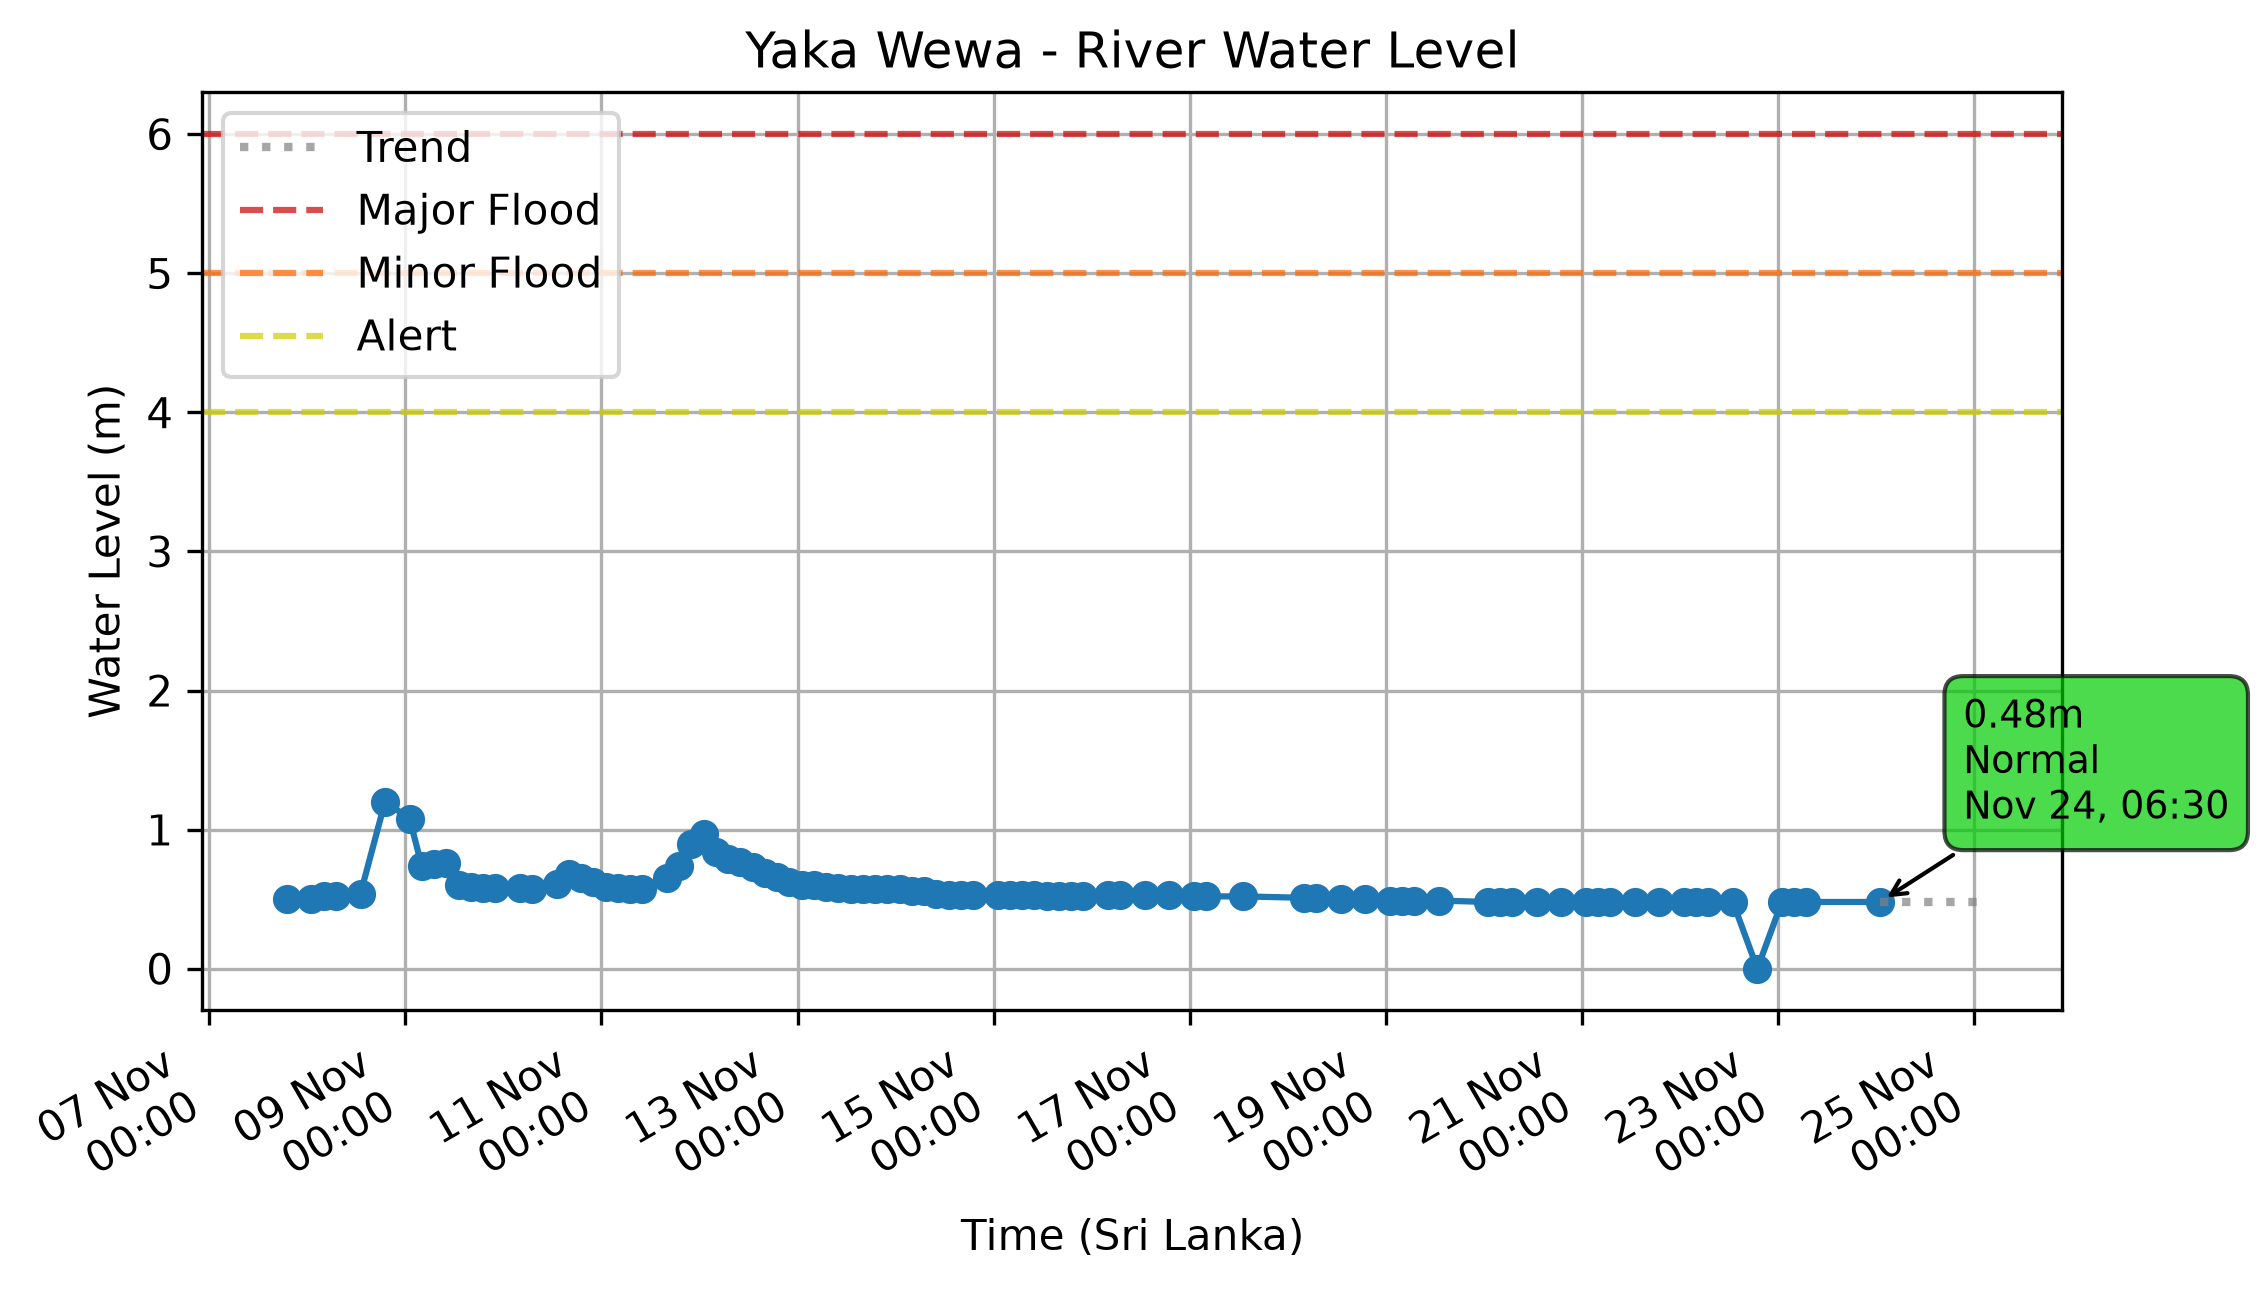 Yaka Wewa - River Water Level
Trend
Major Flood
Minor Flood
Alert
Water Level (m)
6
5
4
3
2
1
0
0.48m
Normal
Nov 24, 06:30
07 Nov
00:00
09 Nov
00:00
11 Nov
00:00
13 Nov
00:00
15 Nov
00:00
17 Nov
00:00
19 Nov
00:00
21 Nov
00:00
23 Nov
00:00
25 Nov
00:00
Time (Sri Lanka)